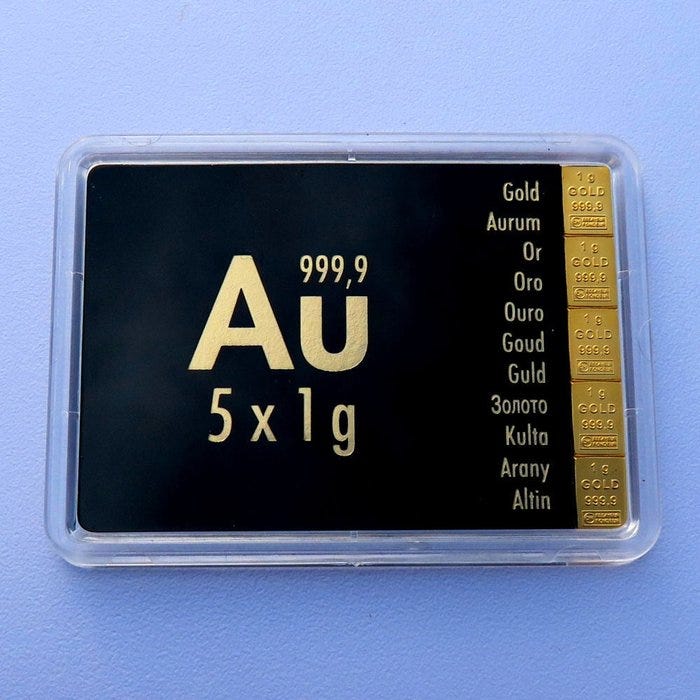 999,9
Au
5 x 1g
Gold
Aurum
Or
Oro
Ouro
Goud
Guld
Золото
Kulta
Arany
Altin
1 g
GOLD
999,9
1 g
GOLD
999,9
1 g
GOLD
999,9
1 g
GOLD
999,9
1 g
GOLD
999,9